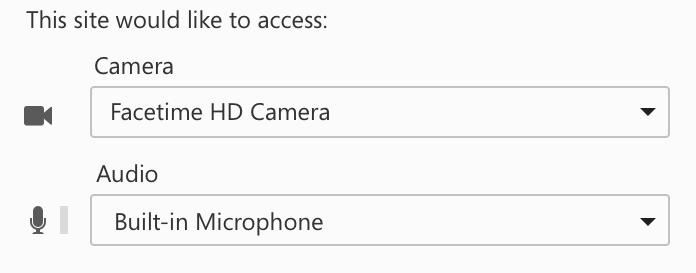 This site would like to access:
Camera
Facetime HD Camera
Audio
Built-in Microphone